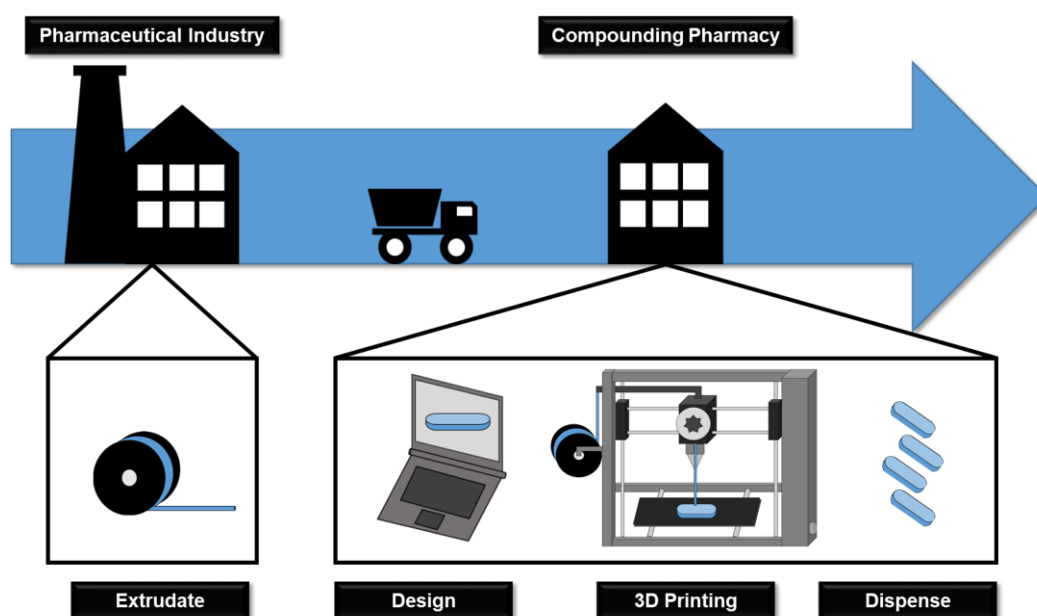 Pharmaceutical Industry
Compounding Pharmacy
Extrudate
Design
3D Printing
Dispense